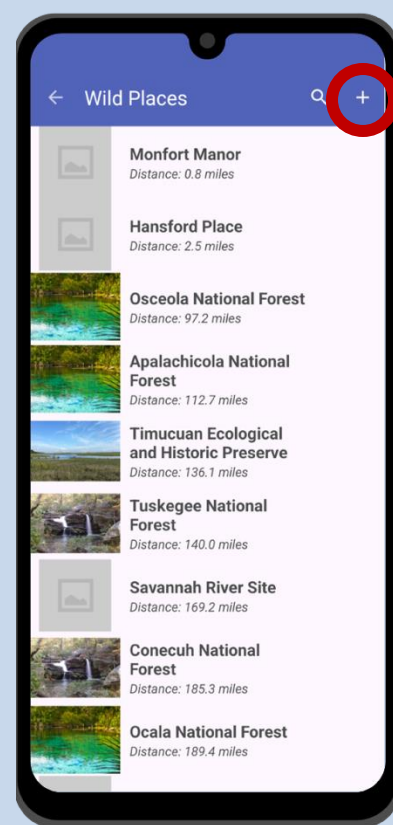 Wild Places
Monfort Manor
Distance: 0.8 miles
Hansford Place
Distance: 2.5 miles
Osceola National Forest
Distance: 97.2 miles
Apalachicola National
Forest
Distance: 112.7 miles
Timucuan Ecological
and Historic Preserve
Distance: 136.1 miles
Tuskegee National
Forest
Distance: 140.0 miles
Savannah River Site
Distance: 169.2 miles
Conecuh National
Forest
Distance: 185.3 miles
Ocala National Forest
Distance: 189.4 miles